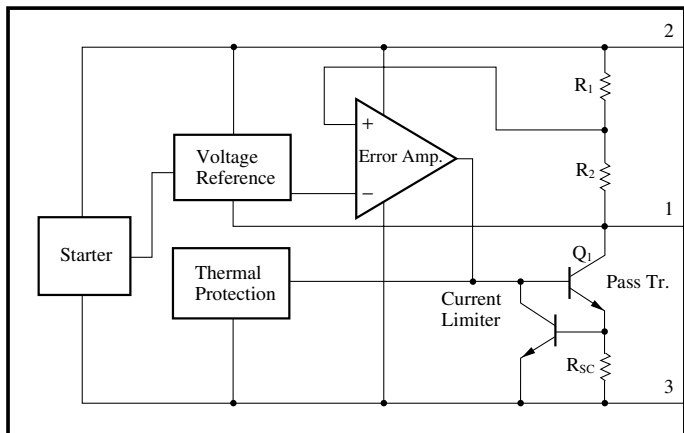 2
R1
+
Error Amp.
−
Voltage
Reference
R2
1
Starter
Thermal
Protection
Q1
Pass Tr.
Current
Limiter
RSC
3